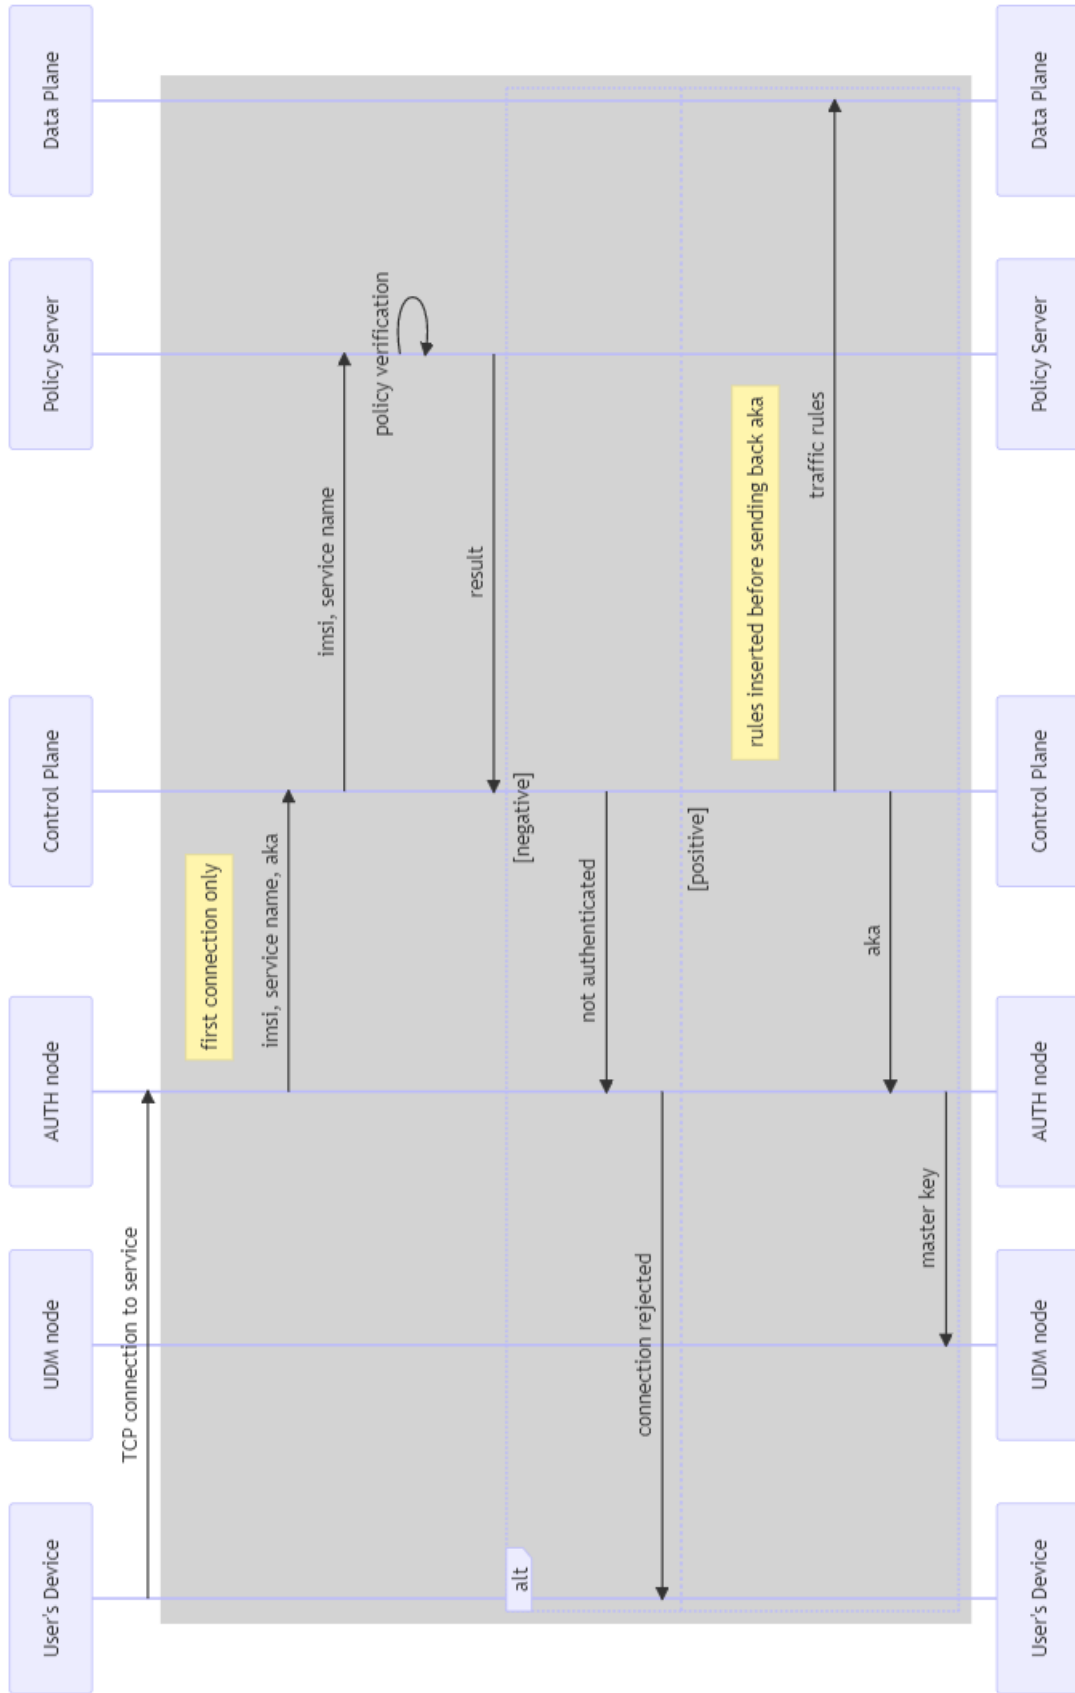 User's Device
UDM node
AUTH node
Control Plane
Policy Server
Data Plane
TCP connection to service
first connection only
imsi, service name, aka
imsi, service name
policy verification
result
alt
[negative]
not authenticated
connection rejected
[positive]
rules inserted before sending back aka
traffic rules
aka
master key
User's Device
UDM node
AUTH node
Control Plane
Policy Server
Data Plane